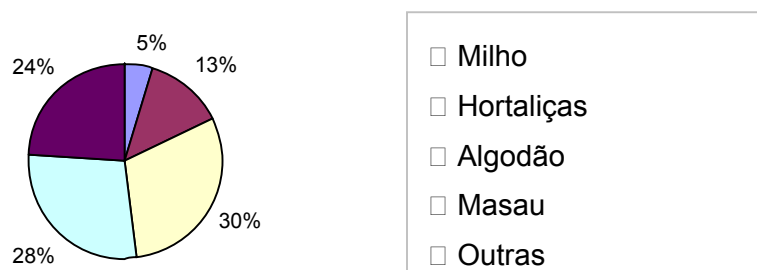 5%
13%
24%
30%
28%
Milho
Hortaliças
Algodão
Masau
Outras